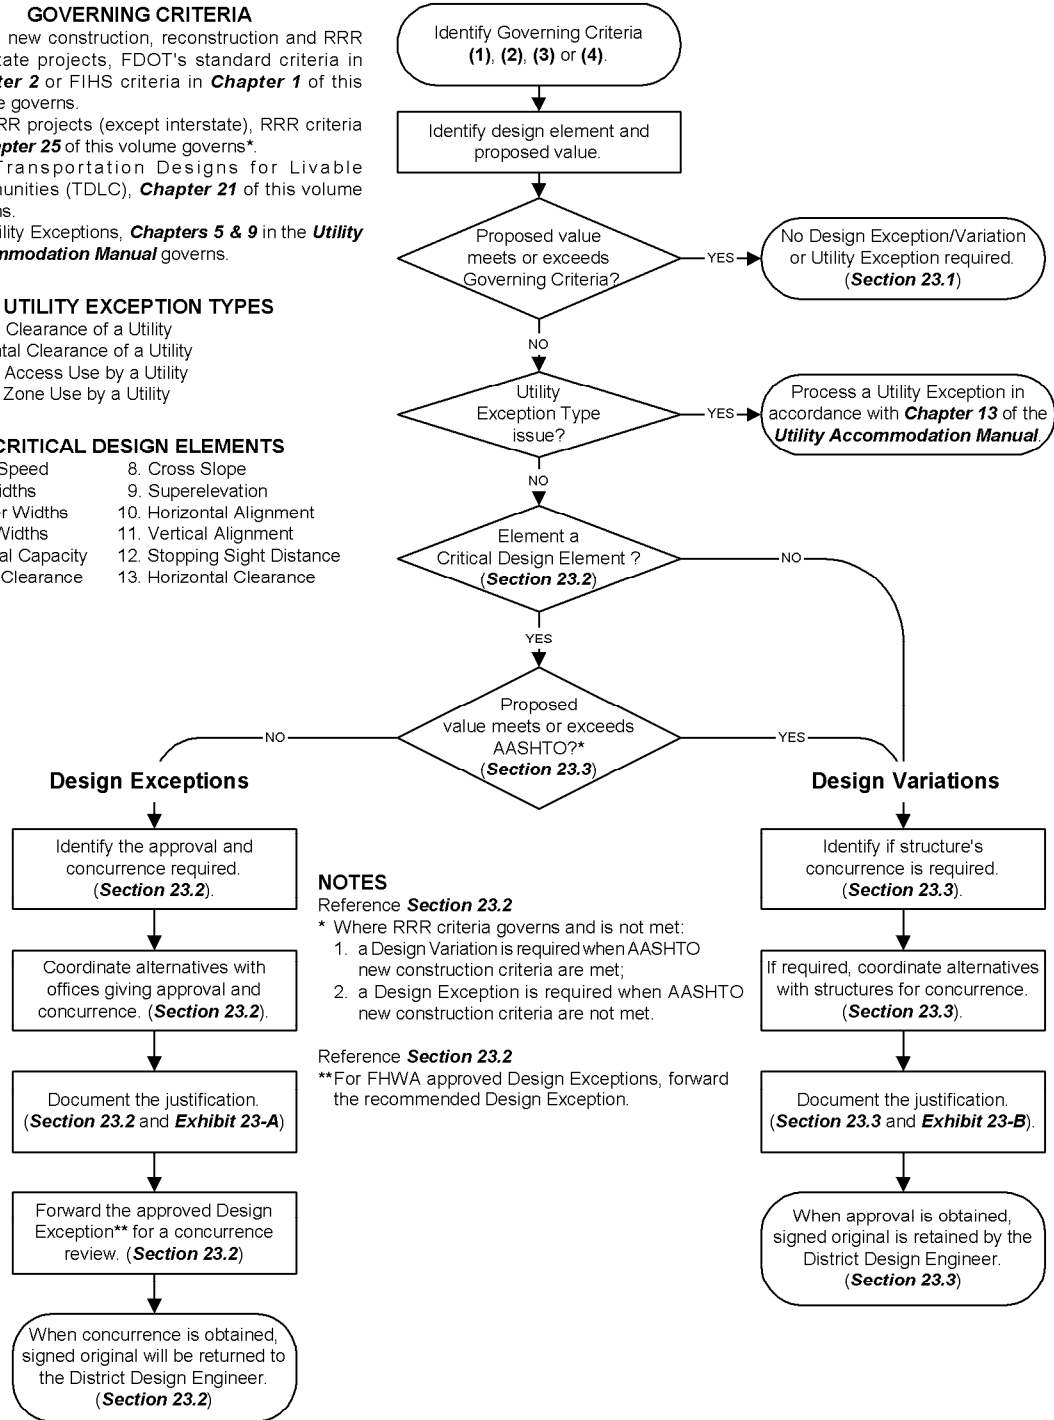 GOVERNING CRITERIA
new construction, reconstruction and RRR
projects, FDOT's standard criteria in
2 or FIHS criteria in Chapter 1 of this
governs.
projects (except interstate), RRR criteria
25 of this volume governs*.
Transportation Designs for Livable
(TDLC), Chapter 21 of this volume
Exceptions, Chapters 5 & 9 in the Utility
Manual governs.
UTILITY EXCEPTION TYPES
Clearance of a Utility
Clearance of a Utility
Access Use by a Utility
Zone Use by a Utility
CRITICAL DESIGN ELEMENTS
Speed 8. Cross Slope
9. Superelevation
Widths 10. Horizontal Alignment
Widths 11. Vertical Alignment
Capacity 12. Stopping Sight Distance
Clearance 13. Horizontal Clearance
Identify Governing Criteria
(1), (2), (3) or (4).
Identify design element and
proposed value.
Proposed value
meets or exceeds
Governing Criteria?
YES
No Design Exception/Variation
or Utility Exception required.
(Section 23.1)
NO
Utility
Exception Type
issue?
YES
Process a Utility Exception in
accordance with Chapter 13 of the
Utility Accommodation Manual.
NO
Element a
Critical Design Element ?
(Section 23.2)
NO
YES
Proposed
value meets or exceeds
AASHTO?*
(Section 23.3)
NO
YES
Design Exceptions
Identify the approval and
concurrence required.
(Section 23.2).
Coordinate alternatives with
offices giving approval and
concurrence. (Section 23.2).
Document the justification.
(Section 23.2 and Exhibit 23-A)
Forward the approved Design
Exception** for a concurrence
review. (Section 23.2)
When concurrence is obtained,
signed original will be returned to
the District Design Engineer.
(Section 23.2)
NOTES
Reference Section 23.2
* Where RRR criteria governs and is not met:
1. a Design Variation is required when AASHTO
new construction criteria are met;
2. a Design Exception is required when AASHTO
new construction criteria are not met.
Reference Section 23.2
**For FHWA approved Design Exceptions, forward
the recommended Design Exception.
Design Variations
Identify if structure's
concurrence is required.
(Section 23.3).
If required, coordinate alternatives
with structures for concurrence.
(Section 23.3).
Document the justification.
(Section 23.3 and Exhibit 23-B).
When approval is obtained,
signed original is retained by the
District Design Engineer.
(Section 23.3)